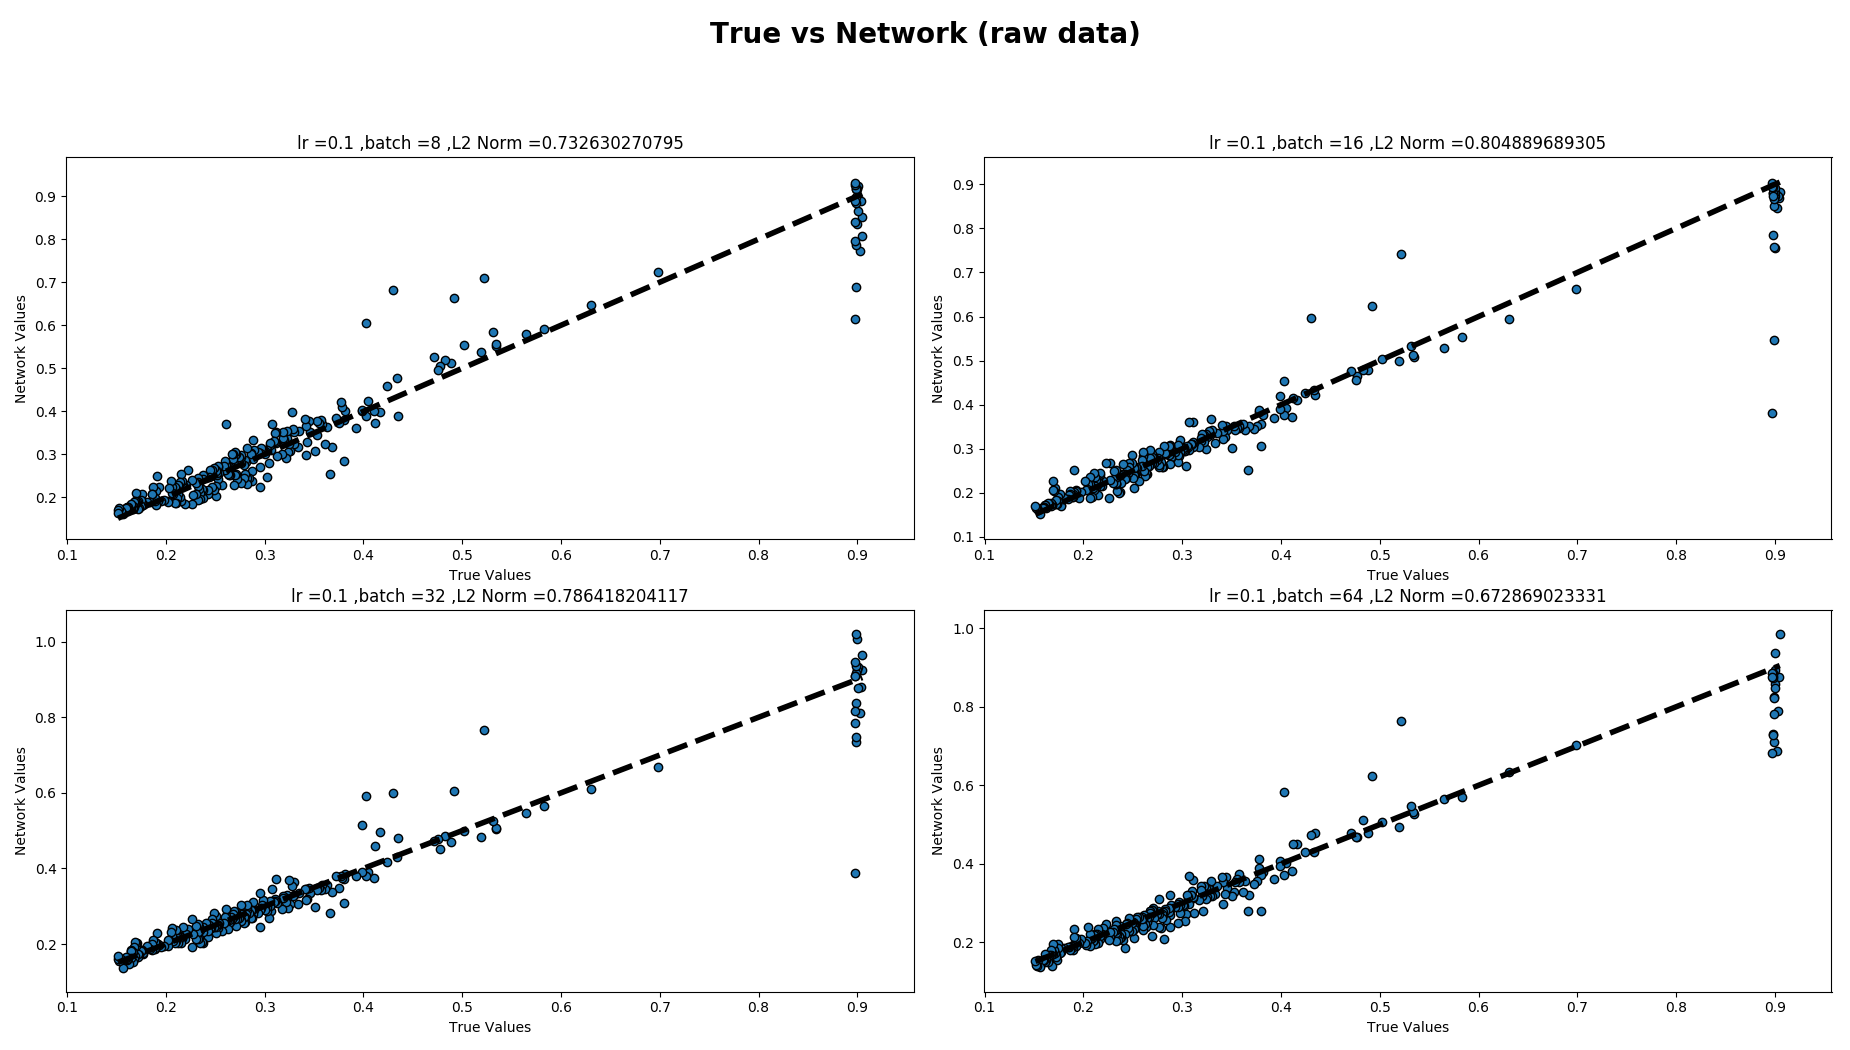 True vs Network (raw data)
lr =0.1 ,batch =8 ,L2 Norm =0.732630270795
0.9
0.8
0.7
0.6
0.5
0.4
0.3
0.2
Network Values
0.1 0.2 0.3 0.4 0.5 0.6 0.7 0.8 0.9
True Values
lr =0.1 ,batch =16 ,L2 Norm =0.804889689305
0.9
0.8
0.7
0.6
0.5
0.4
0.3
0.2
0.1
Network Values
0.1 0.2 0.3 0.4 0.5 0.6 0.7 0.8 0.9
True Values
lr =0.1 ,batch =32 ,L2 Norm =0.786418204117
1.0
0.8
0.6
0.4
0.2
Network Values
0.1 0.2 0.3 0.4 0.5 0.6 0.7 0.8 0.9
True Values
lr =0.1 ,batch =64 ,L2 Norm =0.672869023331
1.0
0.8
0.6
0.4
0.2
Network Values
0.1 0.2 0.3 0.4 0.5 0.6 0.7 0.8 0.9
True Values